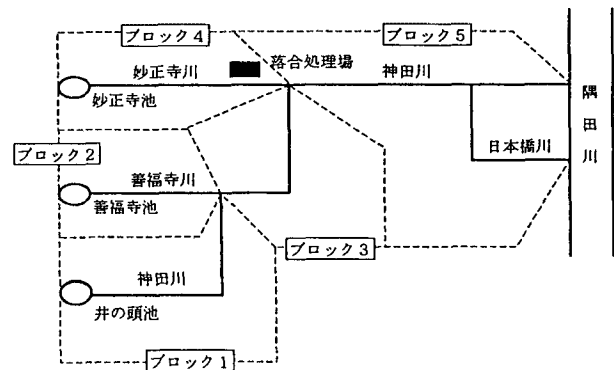 ブロック4
ブロック5
妙正寺川
落合処理場
神田川
妙正寺池
隅田川
日本橋川
ブロック2
善福寺川
善福寺池
ブロック3
神田川
井の頭池
ブロック1